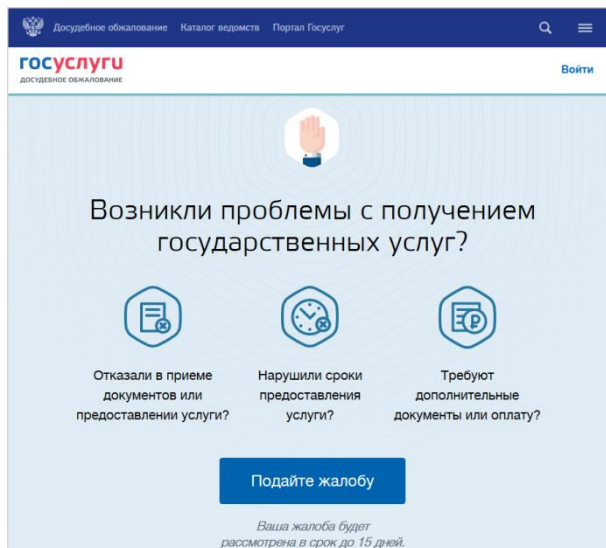 Досудебное обжалование Каталог ведомств Портал Госуслуг
госуслуги
ДОСУДЕБНОЕ ОБЖАЛОВАНИЕ
Войти
Возникли проблемы с получением
государственных услуг?
Отказали в приеме
документов или
предоставлении услуги?
Нарушили сроки
предоставления
услуги?
Требуют
дополнительные
документы или оплату?
Подайте жалобу
Ваша жалоба будет
рассмотрена в срок до 15 дней.